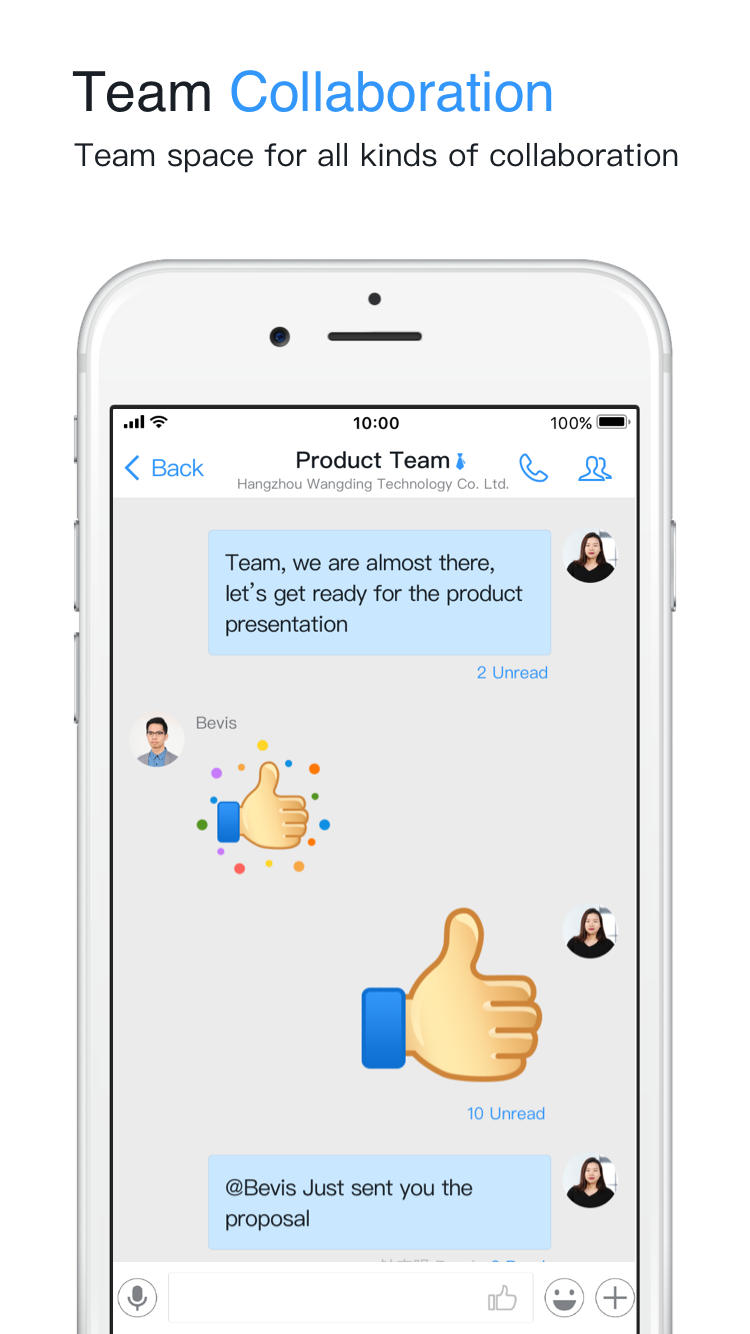 Team Collaboration
Team space for all kinds of collaboration
10:00
100%
Back
Product Team
Hangzhou Wangding Technology Co. Ltd.
Team, we are almost there,
let's get ready for the product
presentation
2 Unread
Bevis
10 Unread
@Bevis Just sent you the
proposal